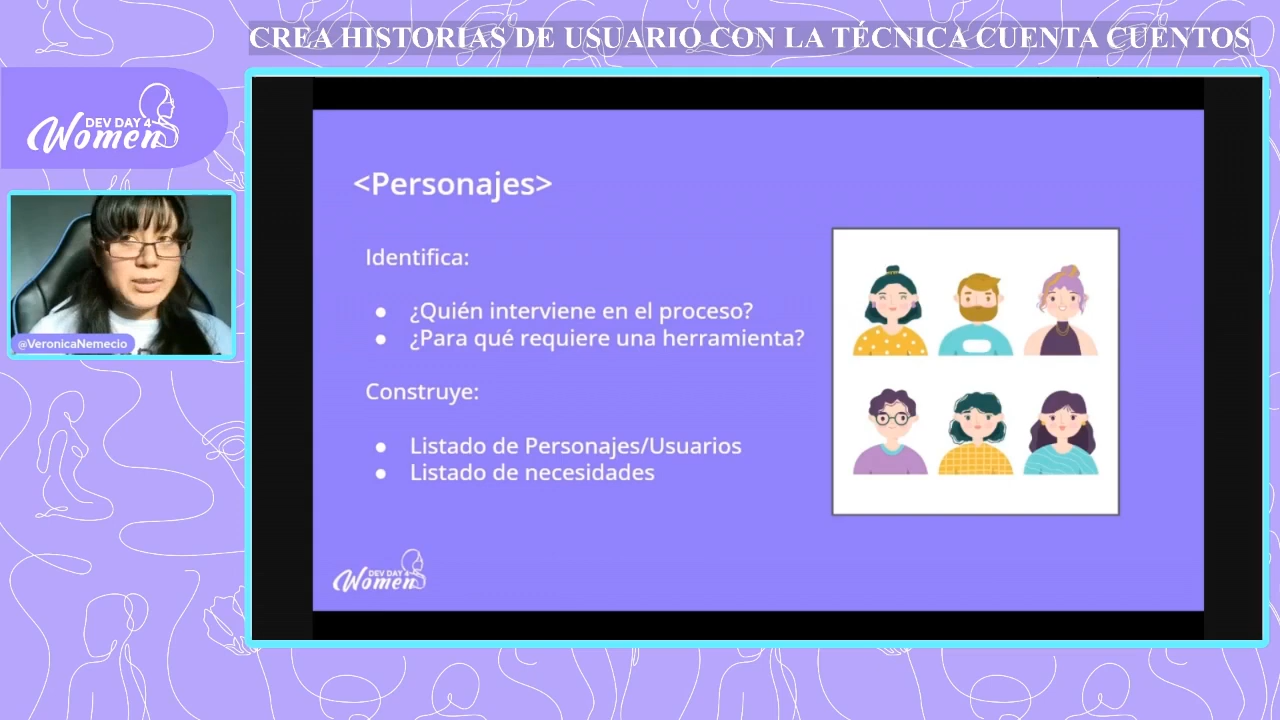 CREA HISTORIAS DE USUARIO CON LA TÉCNICA CUENTA CUENTOS
DEV DAY 4
Women
@VeronicaNemecio
<Personajes>
Identifica:
● ¿Quién interviene en el proceso?
● ¿Para qué requiere una herramienta?
Construye:
● Listado de Personajes/Usuarios
● Listado de necesidades
DEV DAY 4
Women